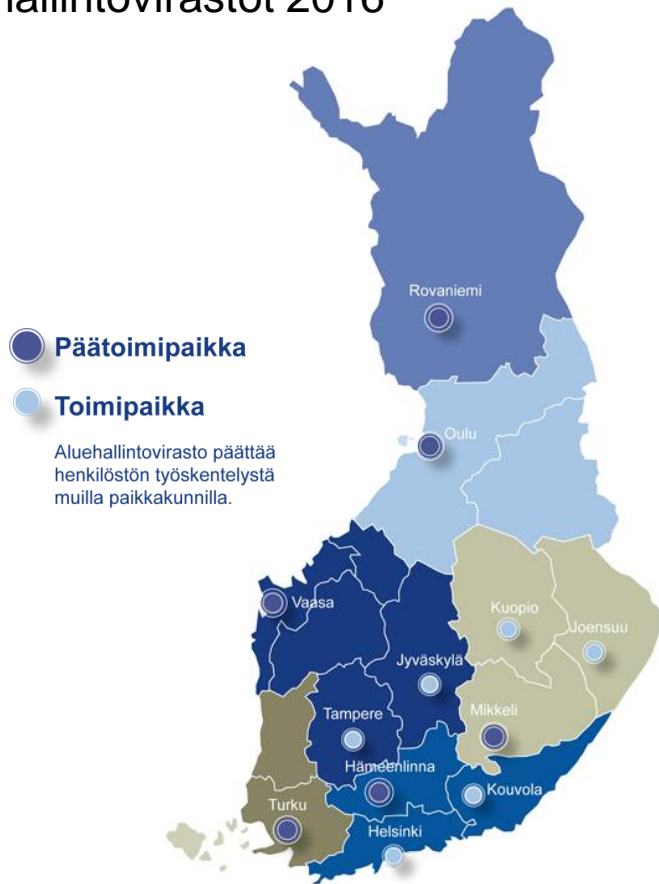 hallintovirastot 2016
Rovaniemi
Päätoimipaikka
Toimipaikka
Oulu
Aluehallintovirasto päättää
henkilöstön työskentelystä
muilla paikkakunnilla.
Vaasa
Kuopio
Joensuu
Jyväskylä
Tampere
Mikkeli
Hämeenlinna
Kouvola
Turku
Helsinki